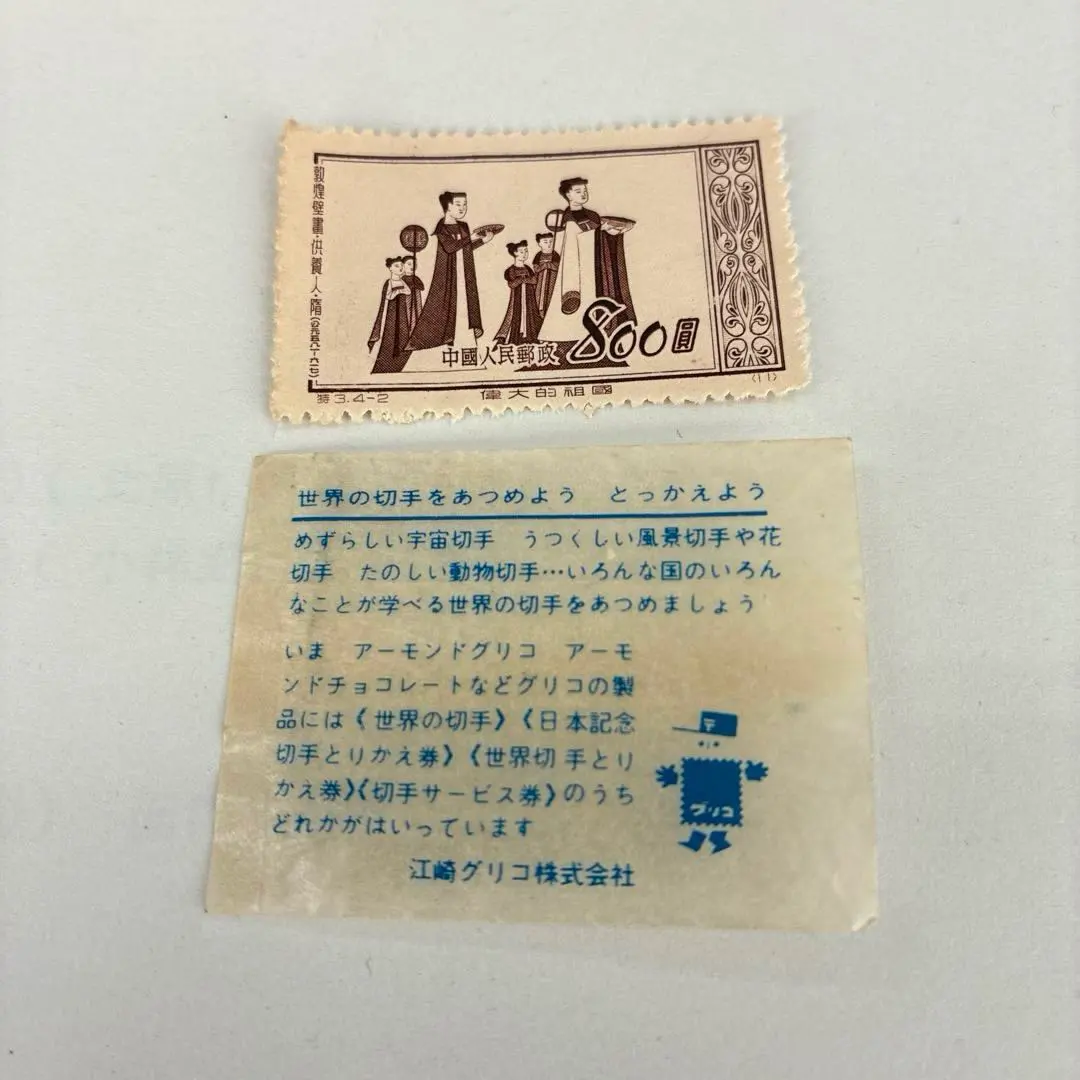 敦煌壁畫·供養人·隋(公元五八一-六一七)
中國人民郵政 800圓
特3.4-2 偉大的祖國 (11)
世界の切手をあつめよう とっかえよう
めずらしい宇宙切手 うつくしい風景切手や花
切手 たのしい動物切手…いろんな国のいろん
なことが学べる世界の切手をあつめましょう
いま アーモンドグリコ アーモ
ンドチョコレートなどグリコの製
品には《世界の切手》《日本記念
切手とりかえ券》《世界切手とり
かえ券》《切手サービス券》のうち
どれかがはいっています
グリコ
江崎グリコ株式会社